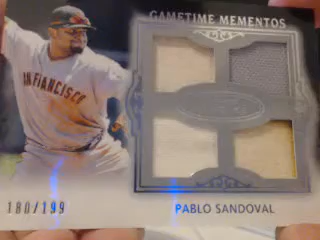 GAMETIME MEMENTOS
SAN FRANCISCO
180/199
PABLO SANDOVAL